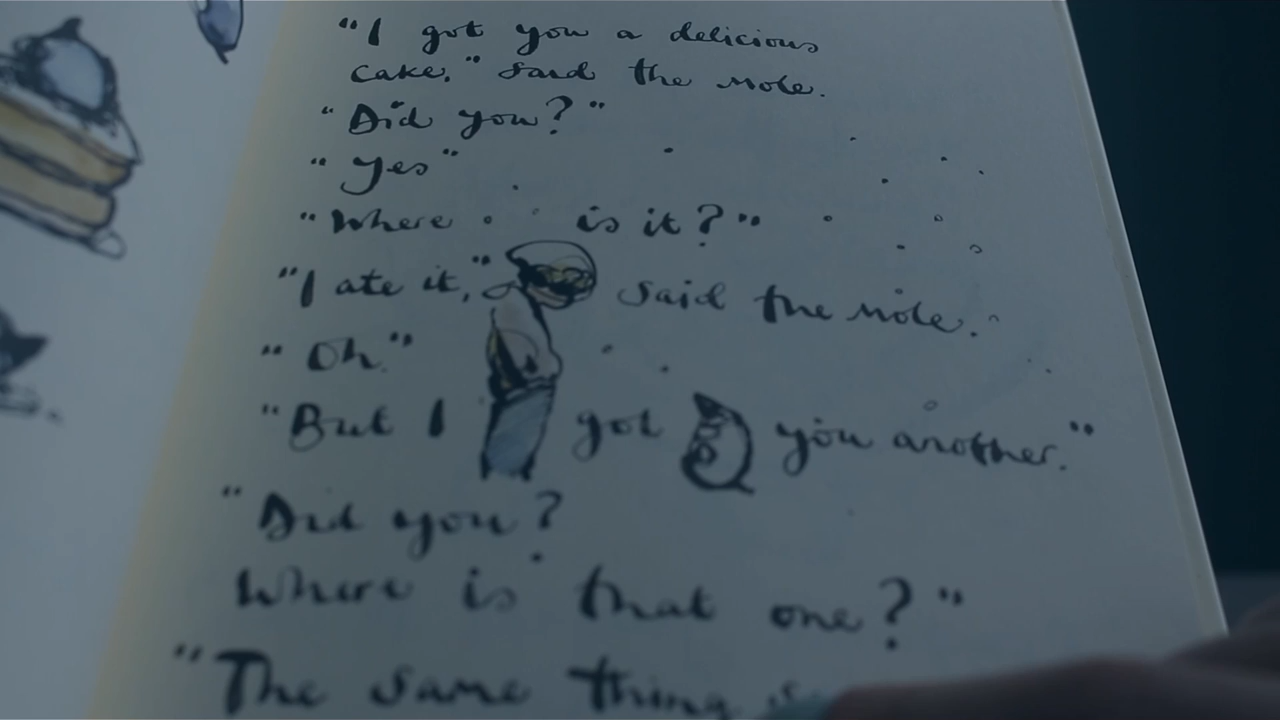 "I got you a delicious
cake," said the mole.
"Did you?"
"Yes"
"Where is it?"
"I ate it," said the mole.
"Oh."
"But I got you another."
"Did you?
Where is that one?"
"The same thing